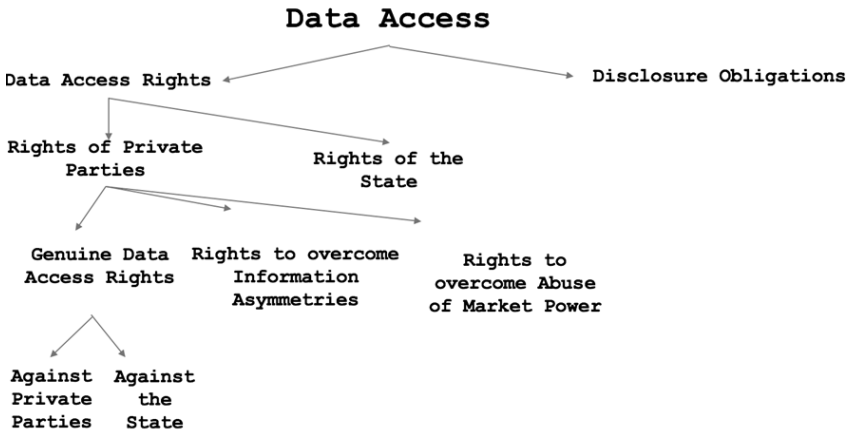 Data Access
Data Access Rights
Disclosure Obligations
Rights of Private
Parties
Rights of the
State
Genuine Data
Access Rights
Rights to overcome
Information
Asymmetries
Rights to
overcome Abuse
of Market Power
Against
Private
Parties
Against
the
State